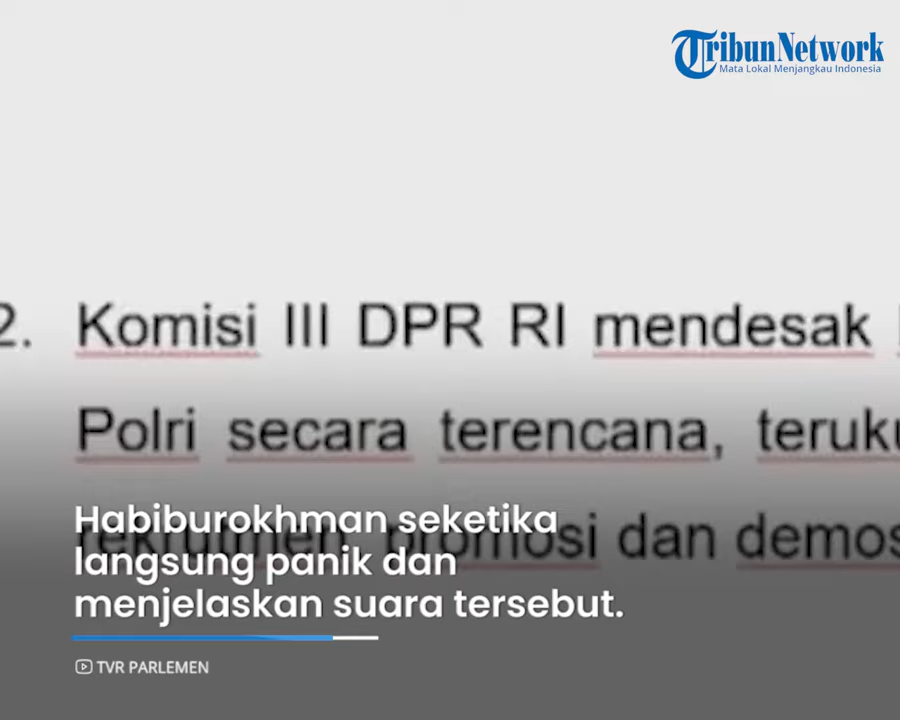 TribunNetwork
Mata Lokal Menjangkau Indonesia
2. Komisi III DPR RI mendesak
Polri secara terencana,
dan
Habiburokhman seketika
langsung panik dan
menjelaskan suara tersebut.
TVR PARLEMEN